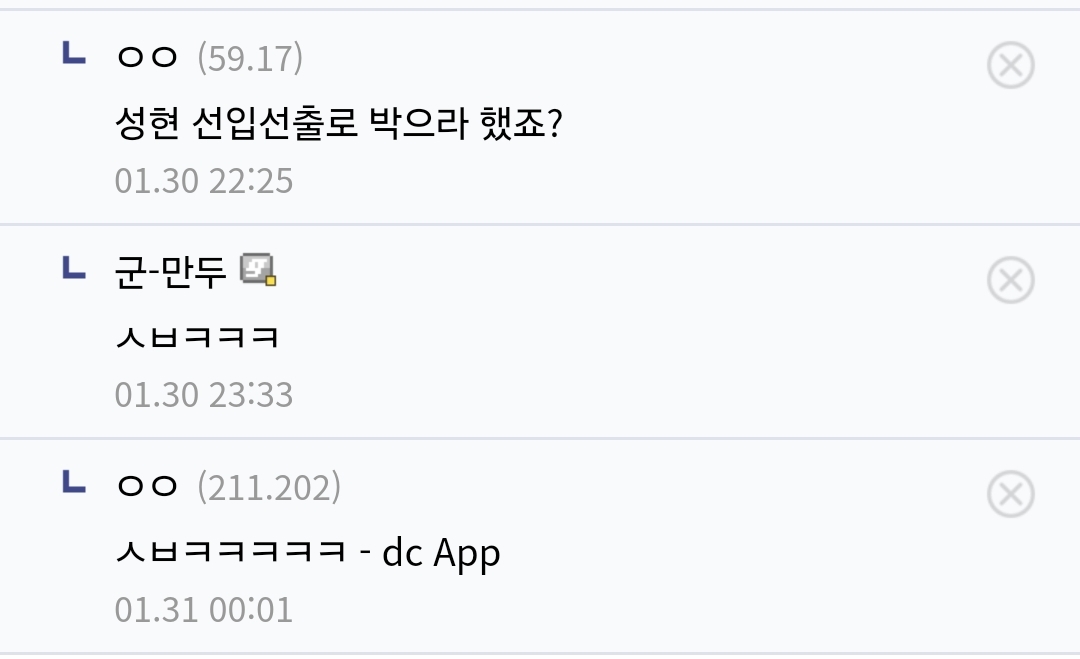 ㅇㅇ (59.17)
성현 선입선출로 박으라 했죠?
01.30 22:25
군-만두
ㅅㅂㅋㅋㅋ
01.30 23:33
ㅇㅇ (211.202)
ㅅㅂㅋㅋㅋㅋㅋ - dc App
01.31 00:01